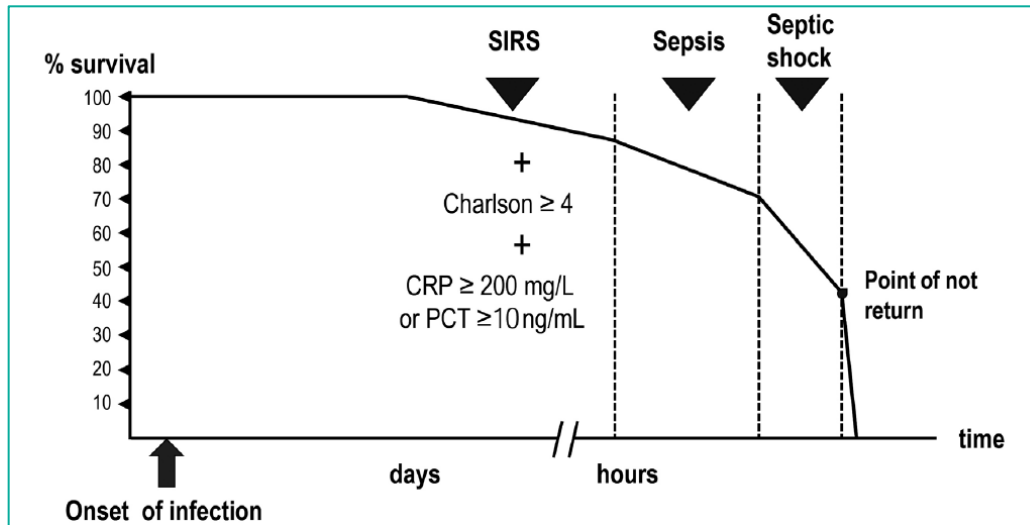 SIRS
Sepsis
Septic
shock
% survival
100
90
80
70
60
50
40
30
20
10
+
Charlson ≥ 4
+
CRP ≥ 200 mg/L
or PCT ≥10 ng/mL
Point of not
return
time
days
//
hours
Onset of infection